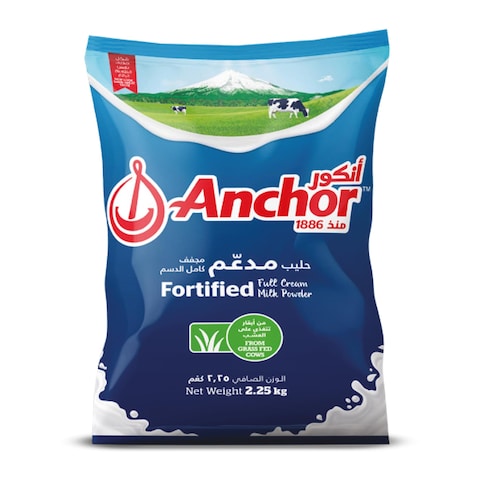 أنكور
Anchor™
منذ 1886
حليب مدعّم مجفف كامل الدسم
Fortified Full Cream Milk Powder
من أبقار
تتغذى على
العشب
FROM
GRASS FED
COWS
الوزن الصافي ٢,٢٥ كغم
Net Weight 2.25 kg